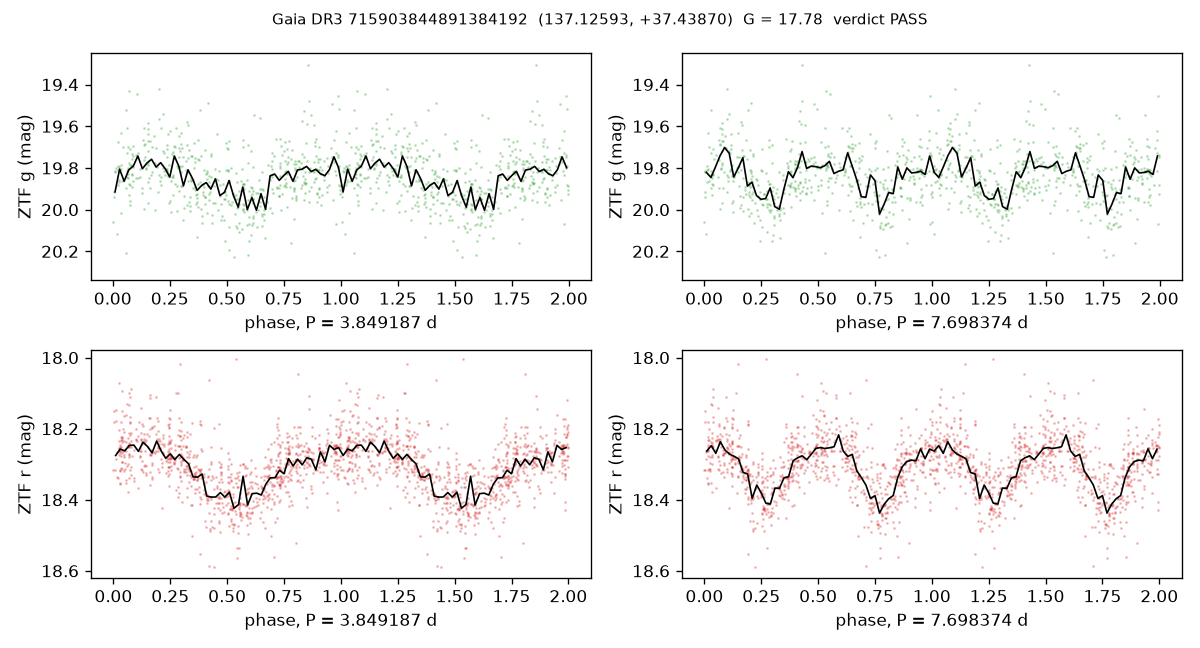 Gaia DR3 715903844891384192 (137.12593, +37.43870) G = 17.78 verdict PASS
ZTF g (mag)
19.4
19.6
19.8
20.0
20.2
0.00 0.25 0.50 0.75 1.00 1.25 1.50 1.75 2.00
phase, P = 3.849187 d
ZTF g (mag)
19.4
19.6
19.8
20.0
20.2
0.00 0.25 0.50 0.75 1.00 1.25 1.50 1.75 2.00
phase, P = 7.698374 d
ZTF r (mag)
18.0
18.2
18.4
18.6
0.00 0.25 0.50 0.75 1.00 1.25 1.50 1.75 2.00
phase, P = 3.849187 d
ZTF r (mag)
18.0
18.2
18.4
18.6
0.00 0.25 0.50 0.75 1.00 1.25 1.50 1.75 2.00
phase, P = 7.698374 d